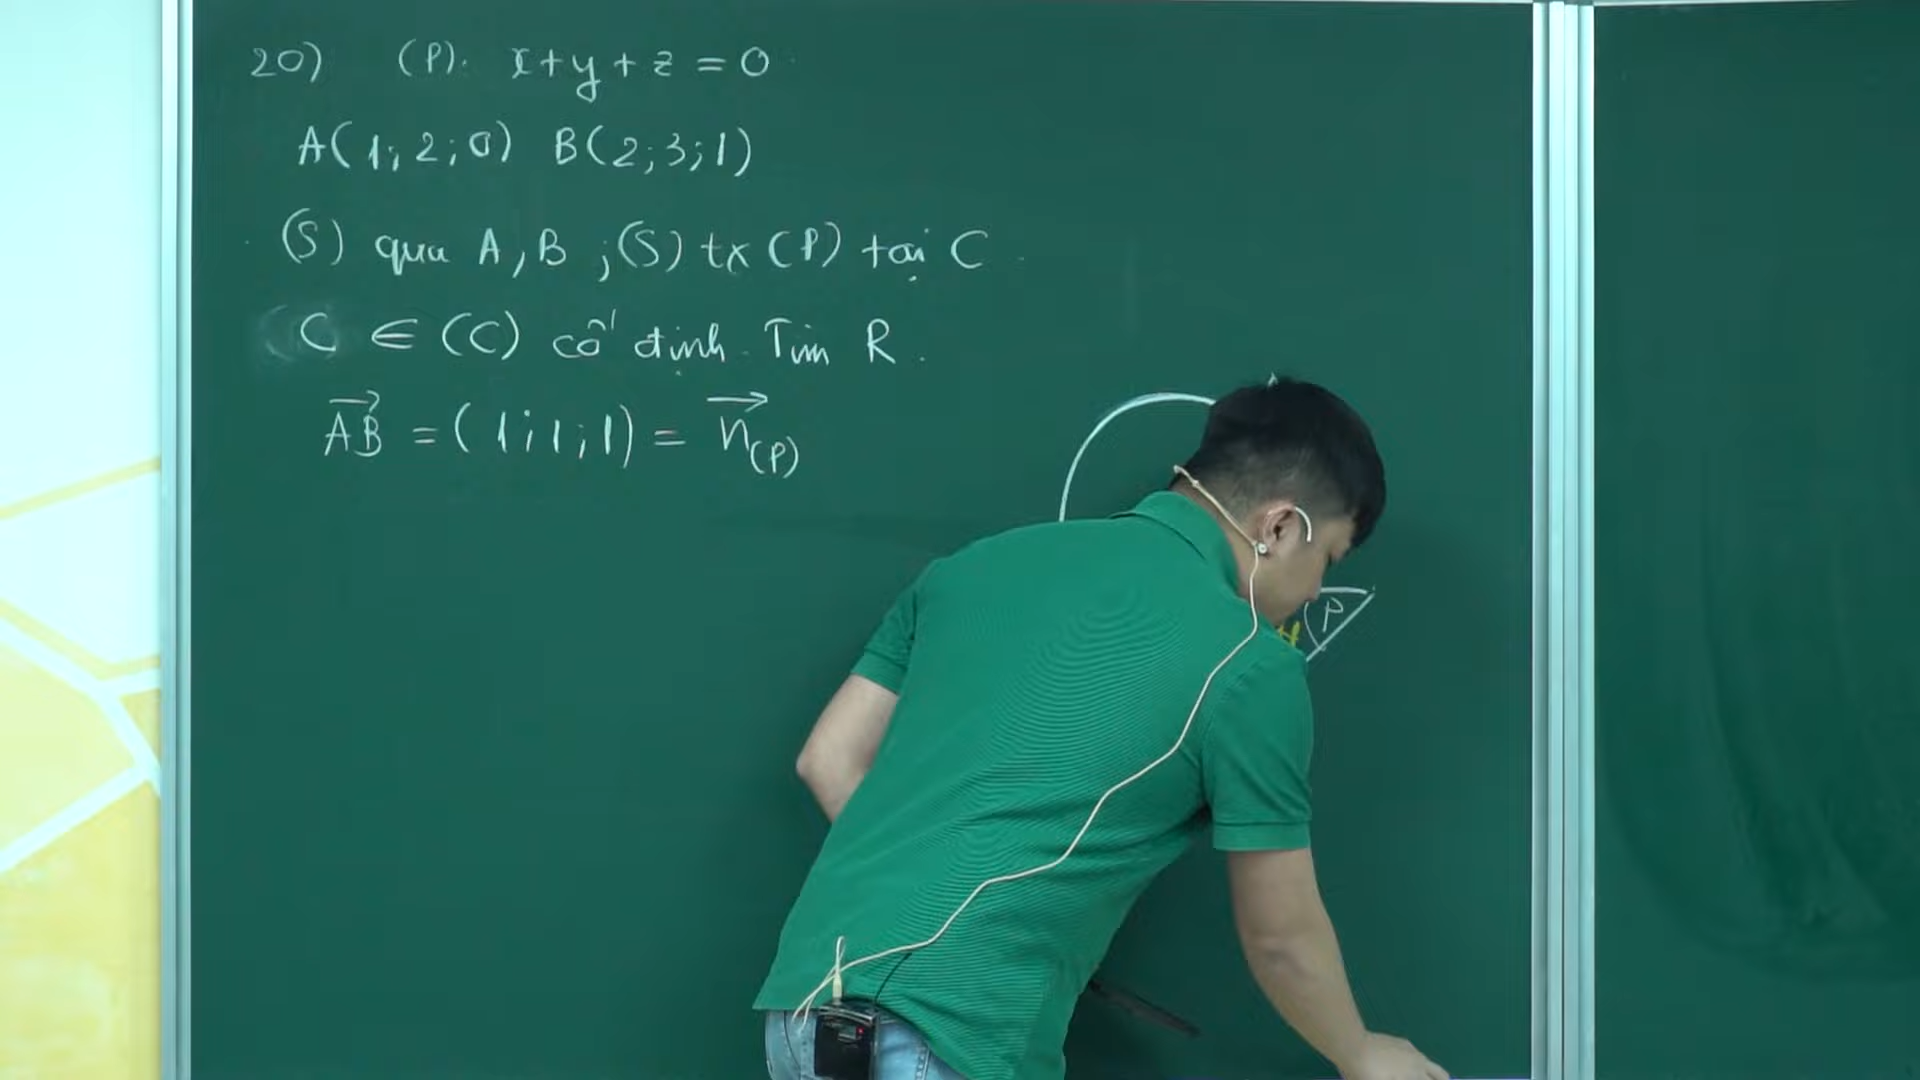 20) (P): x+y+z=0
A(1;2;0) B(2;3;1)
(S) qua A,B ; (S) tx (P) tại C
C ∈ (C) cố định. Tìm R.
AB⃗ = (1;1;1) = n⃗(P)
P
H